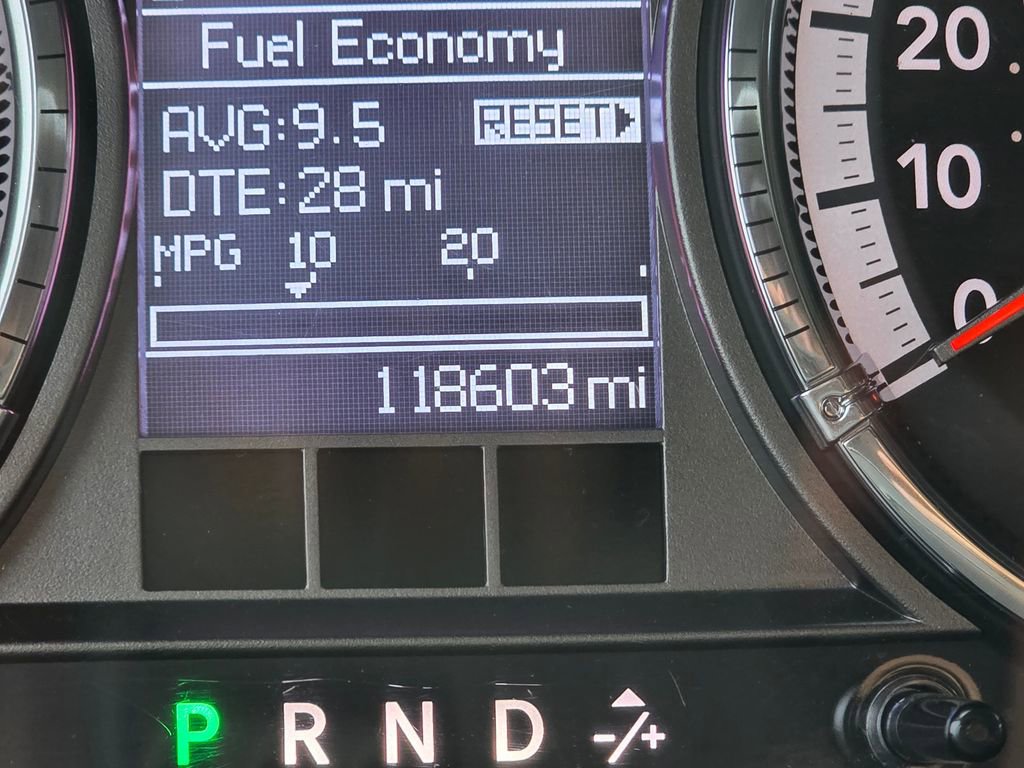 Fuel Economy
AVG:9.5 RESET
DTE:28 mi
MPG 10 20
118603 mi
20
10
0
P R N D -/+